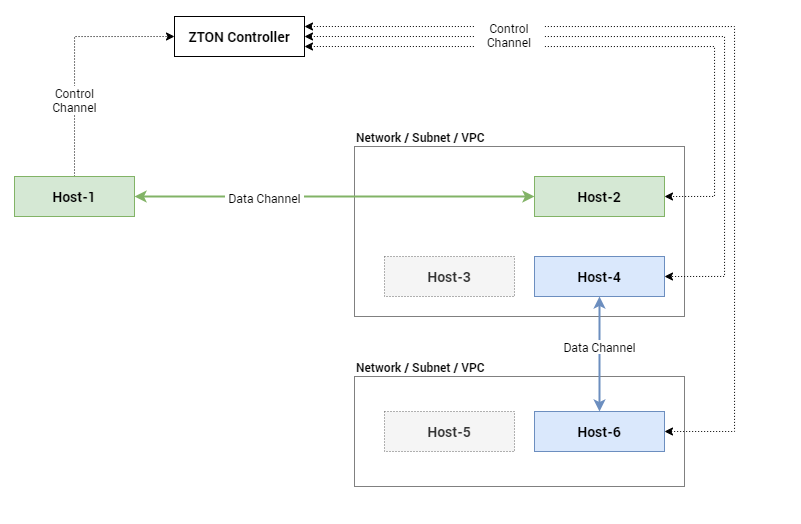 ZTON Controller
Control
Channel
Control
Channel
Network / Subnet / VPC
Host-1
Data Channel
Host-2
Host-3
Host-4
Data Channel
Network / Subnet / VPC
Host-5
Host-6